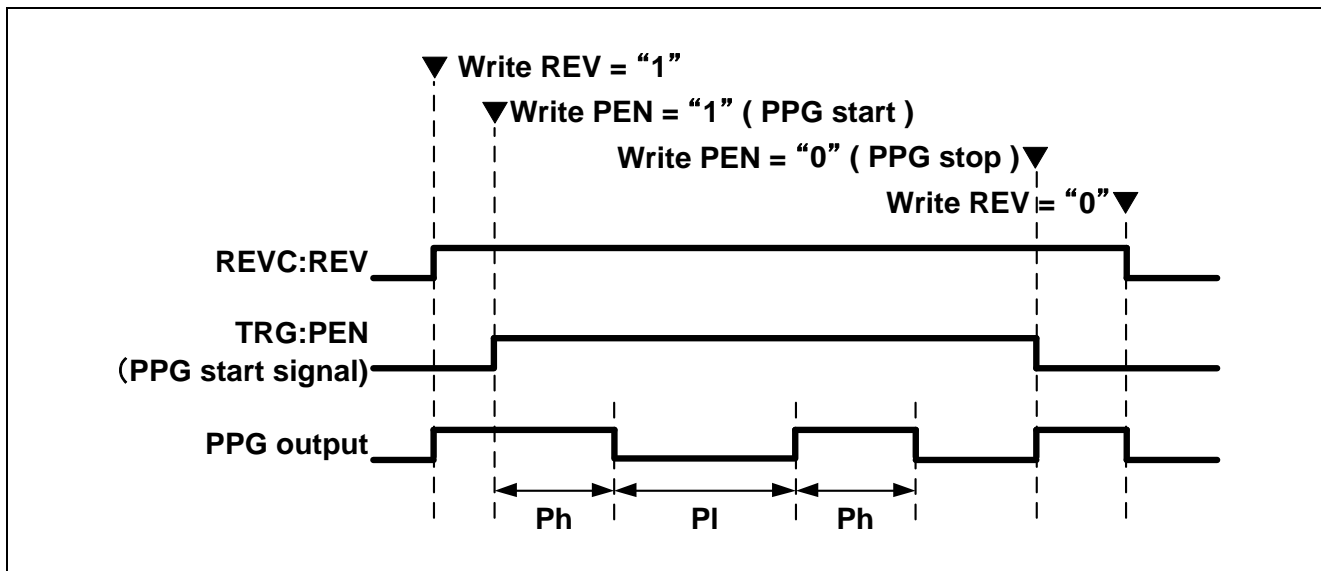 Write REV = “1”
Write PEN = “1” ( PPG start )
Write PEN = “0” ( PPG stop )
Write REV = “0”
REVC:REV
TRG:PEN
（PPG start signal)
PPG output
Ph
Pl
Ph